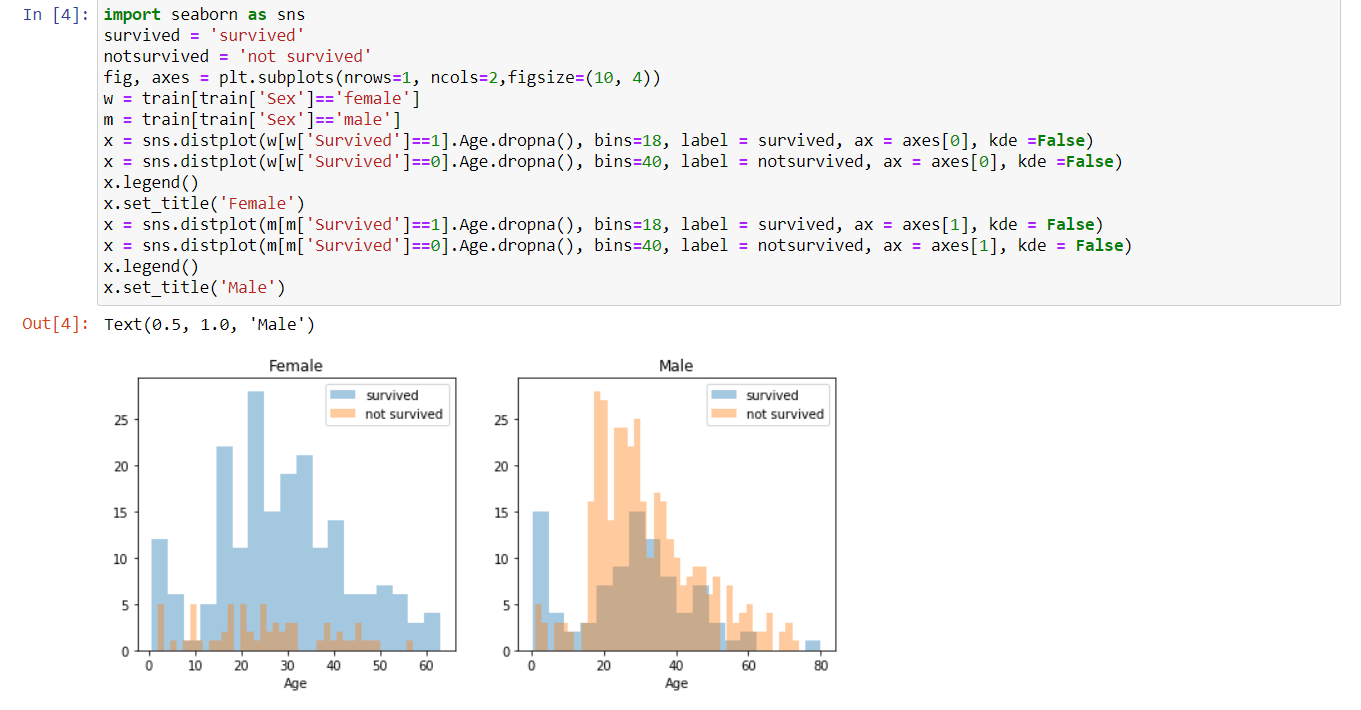 In [4]: import seaborn as sns
survived = 'survived'
notsurvived = 'not survived'
fig, axes = plt.subplots(nrows=1, ncols=2,figsize=(10, 4))
w = train[train['Sex']=='female']
m = train[train['Sex']=='male']
x = sns.distplot(w[w['Survived']==1].Age.dropna(), bins=18, label = survived, ax = axes[0], kde =False)
x = sns.distplot(w[w['Survived']==0].Age.dropna(), bins=40, label = notsurvived, ax = axes[0], kde =False)
x.legend()
x.set_title('Female')
x = sns.distplot(m[m['Survived']==1].Age.dropna(), bins=18, label = survived, ax = axes[1], kde = False)
x = sns.distplot(m[m['Survived']==0].Age.dropna(), bins=40, label = notsurvived, ax = axes[1], kde = False)
x.legend()
x.set_title('Male')
Out[4]: Text(0.5, 1.0, 'Male')
Female
survived
not survived
25
20
15
10
5
0
0 10 20 30 40 50 60
Age
Male
survived
not survived
25
20
15
10
5
0
0 20 40 60 80
Age